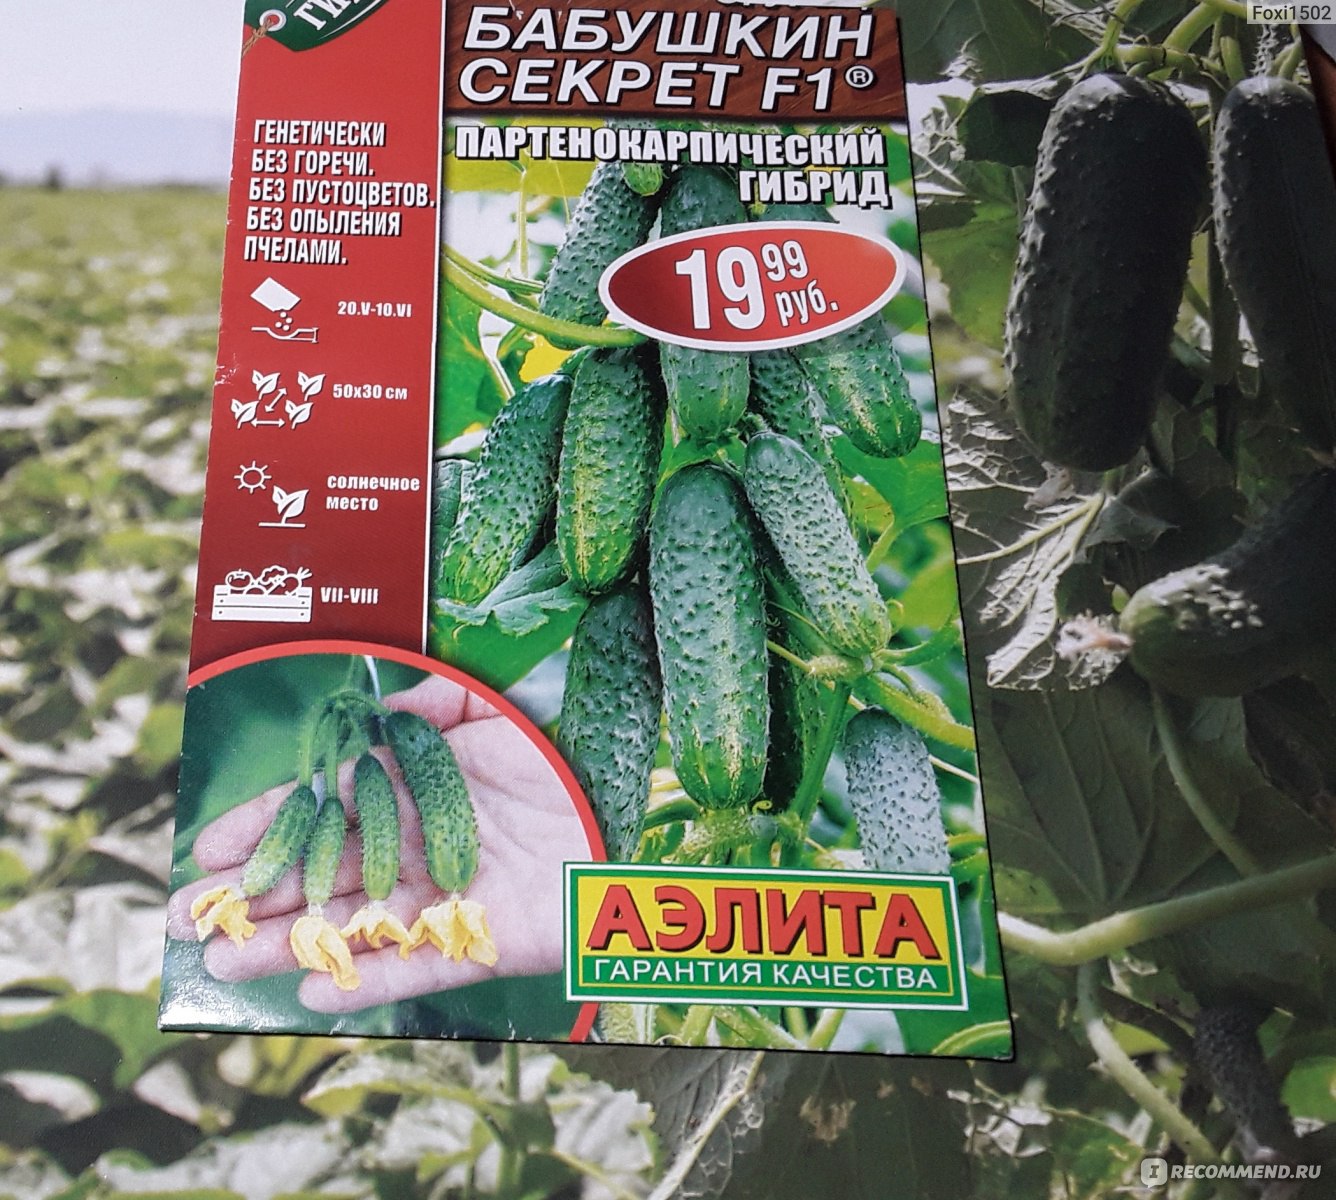 Foxi1502
БАБУШКИН
СЕКРЕТ F1®
ПАРТЕНОКАРПИЧЕСКИЙ
ГИБРИД
ГЕНЕТИЧЕСКИ
БЕЗ ГОРЕЧИ.
БЕЗ ПУСТОЦВЕТОВ.
БЕЗ ОПЫЛЕНИЯ
ПЧЕЛАМИ.
19 99
руб.
20.V-10.VI
50х30 см
солнечное
место
VII-VIII
АЭЛИТА
ГАРАНТИЯ КАЧЕСТВА
IRECOMMEND.RU